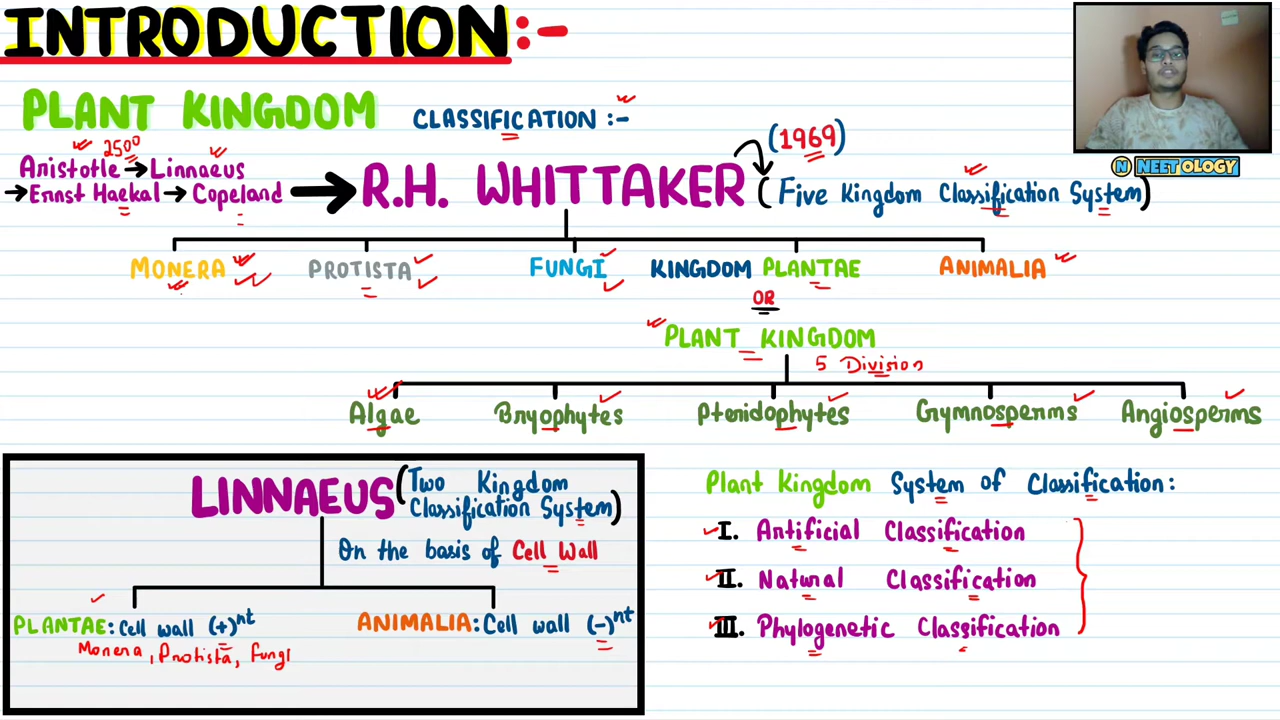 INTRODUCTION:-
PLANT KINGDOM CLASSIFICATION :-
(1969)
2500
Aristotle → Linnaeus
→ Ernst Haekal → Copeland → R.H. WHITTAKER (Five Kingdom Classification System)
NEETOLOGY
MONERA PROTISTA FUNGI KINGDOM PLANTAE ANIMALIA
OR
PLANT KINGDOM
5 Division
Algae Bryophytes Pteridophytes Gymnosperms Angiosperms
LINNAEUS (Two Kingdom
Classification System)
On the basis of Cell Wall
PLANTAE: Cell wall (+)nt ANIMALIA: Cell wall (-)nt
Monera, Protista, Fungi
Plant Kingdom System of Classification:
I. Artificial Classification
II. Natural Classification
III. Phylogenetic Classification